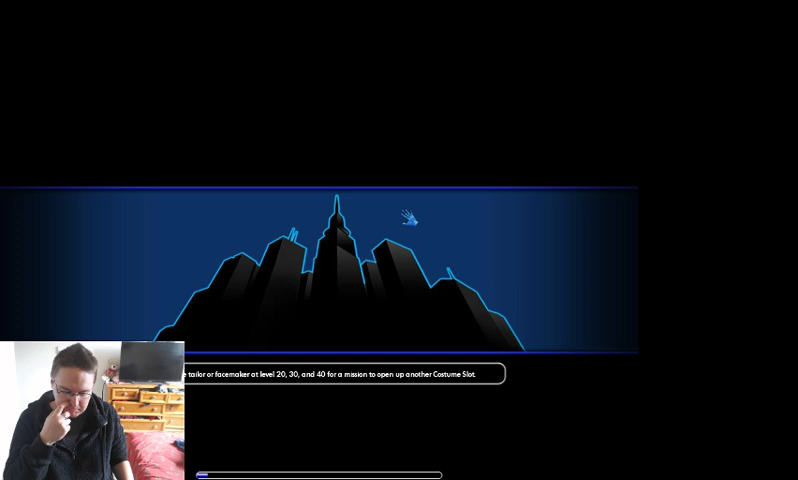 tailor or facemaker at level 20, 30, and 40 for a mission to open up another Costume Slot.